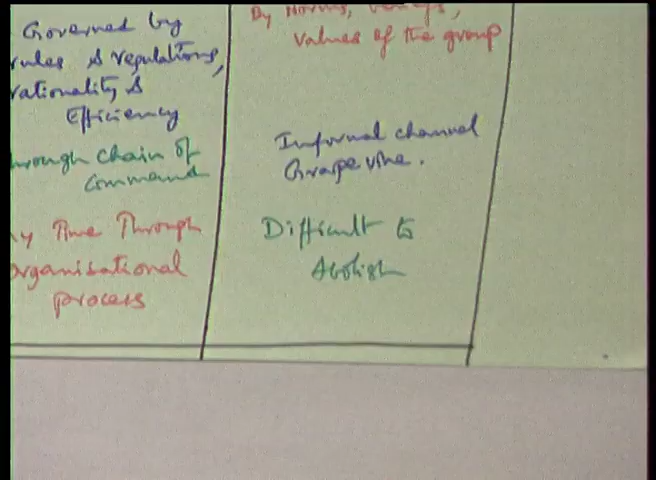 Governed by
rules & regulations,
rationality &
Efficiency
through chain of
Command
Time Through
organisational
process
By Norms,
values of the group
Informal channel
Grapevine.
Difficult to
Abolish